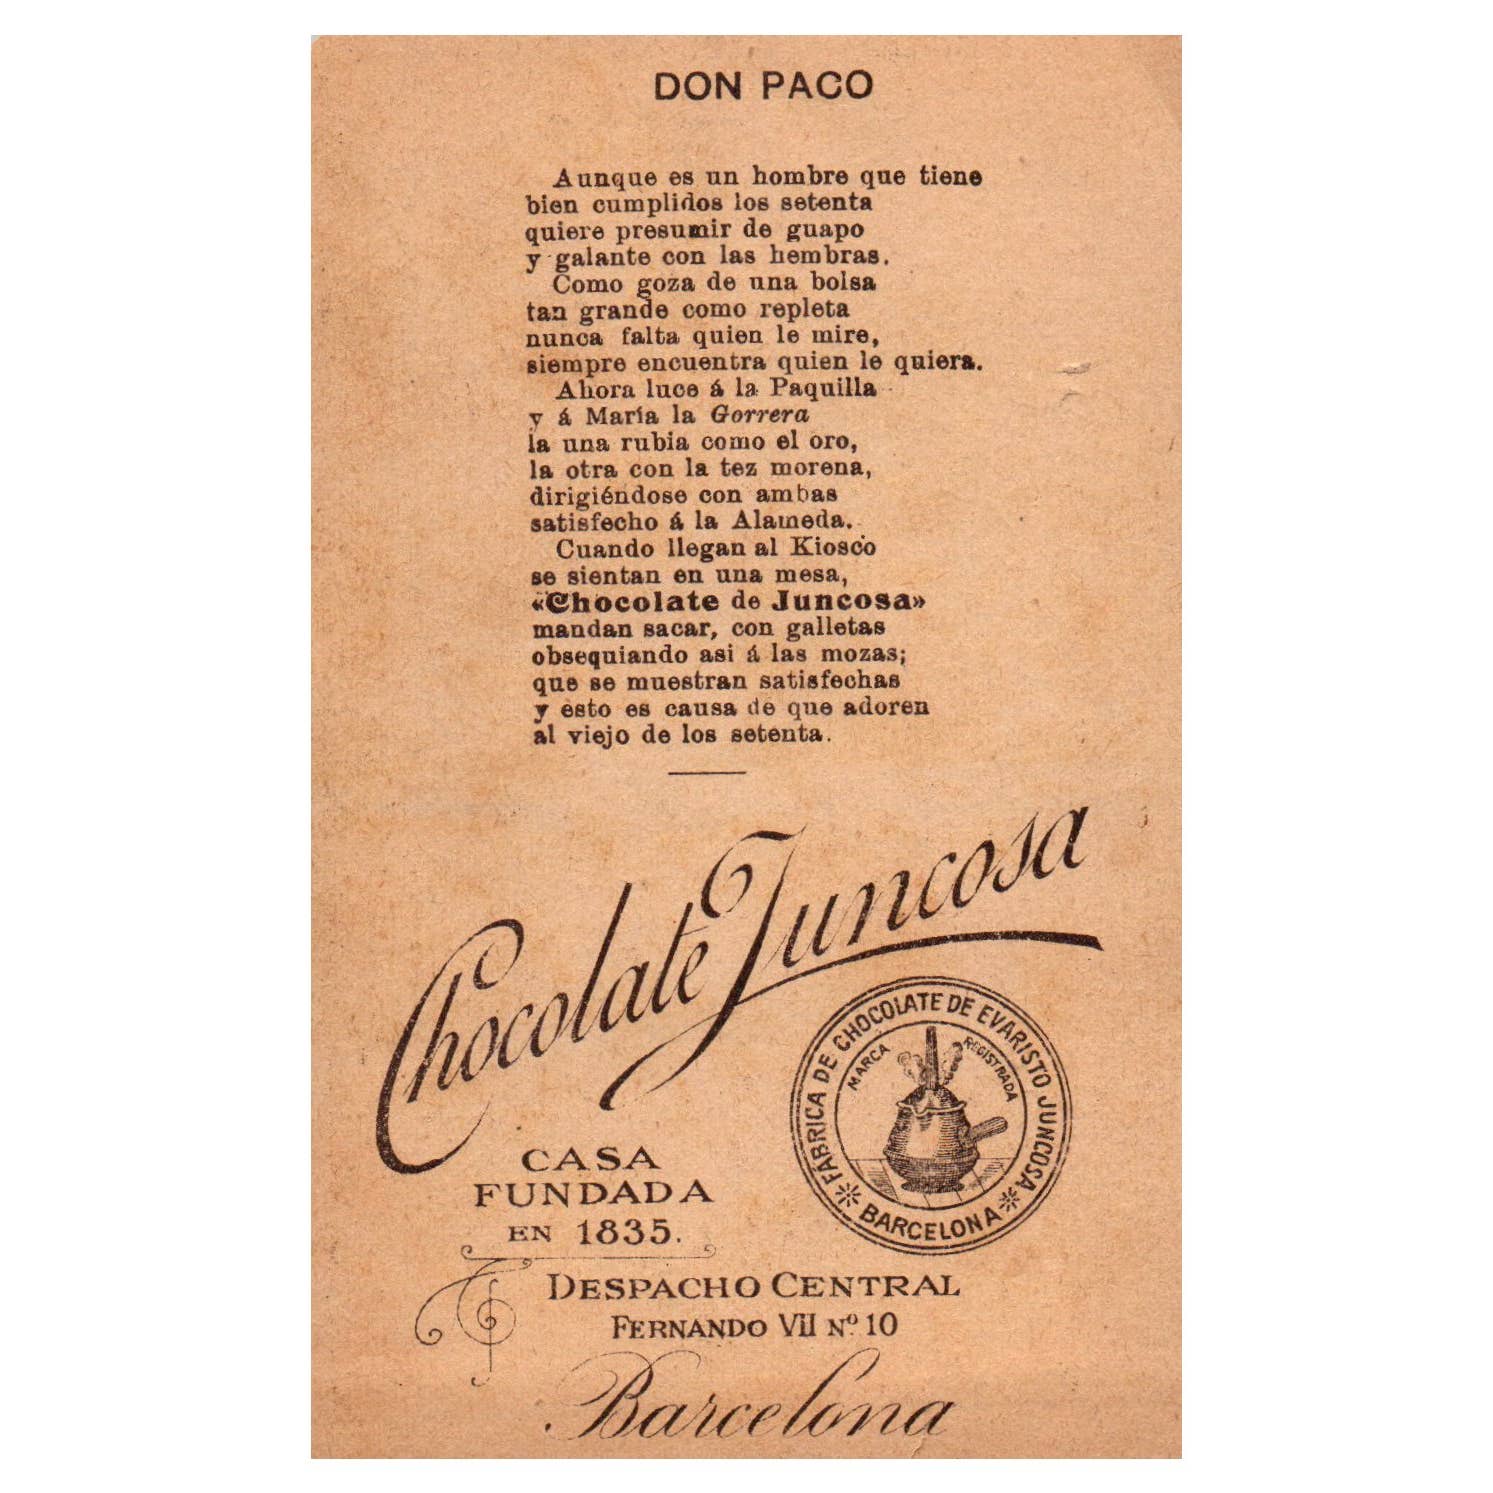 DON PACO
Aunque es un hombre que tiene
bien cumplidos los setenta
quiere presumir de guapo
y galante con las hembras.
Como goza de una bolsa
tan grande como repleta
nunca falta quien le mire,
siempre encuentra quien le quiera.
Ahora luce á la Paquilla
y á María la Gorrera
la una rubia como el oro,
la otra con la tez morena,
dirigiéndose con ambas
satisfecho á la Alameda.
Cuando llegan al Kiosco
se sientan en una mesa,
«Chocolate de Juncosa»
mandan sacar, con galletas
obsequiando asi á las mozas;
que se muestran satisfechas
y esto es causa de que adoren
al viejo de los setenta.
Chocolate Juncosa
FÁBRICA DE CHOCOLATE DE EVARISTO JUNCOSA
MARCA REGISTRADA
BARCELONA
CASA
FUNDADA
EN 1835.
DESPACHO CENTRAL
FERNANDO VII Nº 10
Barcelona